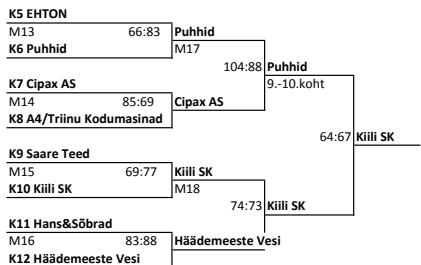 K5 EHTON
M13 66:83 Puhhid
K6 Puhhid M17
104:88 Puhhid
K7 Cipax AS 9.-10.koht
M14 85:69 Cipax AS
K8 A4/Triinu Kodumasinad
64:67 Kiili SK
K9 Saare Teed
M15 69:77 Kiili SK
K10 Kiili SK M18
74:73 Kiili SK
K11 Hans&Sõbrad
M16 83:88 Häädemeeste Vesi
K12 Häädemeeste Vesi